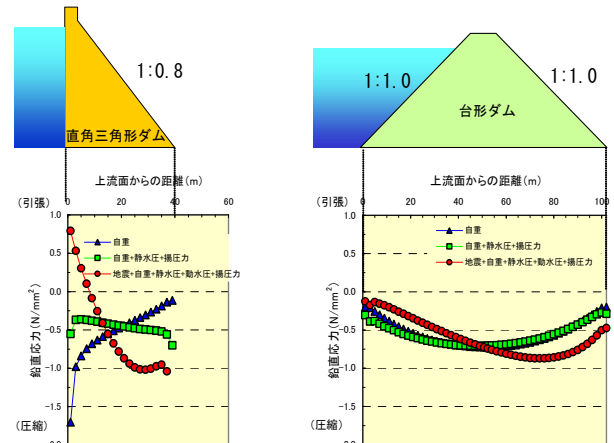 1:0.8
直角三角形ダム
上流面からの距離(m)
0 20 40 60
(引張)
1.0
0.5
0.0
-0.5
-1.0
-1.5
鉛直応力(N/mm²)
(圧縮)
自重
自重+静水圧+揚圧力
地震+自重+静水圧+動水圧+揚圧力
1:1.0
1:1.0
台形ダム
上流面からの距離(m)
0 20 40 60 80 100
(引張)
1.0
0.5
0.0
-0.5
-1.0
-1.5
鉛直応力(N/mm²)
(圧縮)
自重
自重+静水圧+揚圧力
地震+自重+静水圧+動水圧+揚圧力